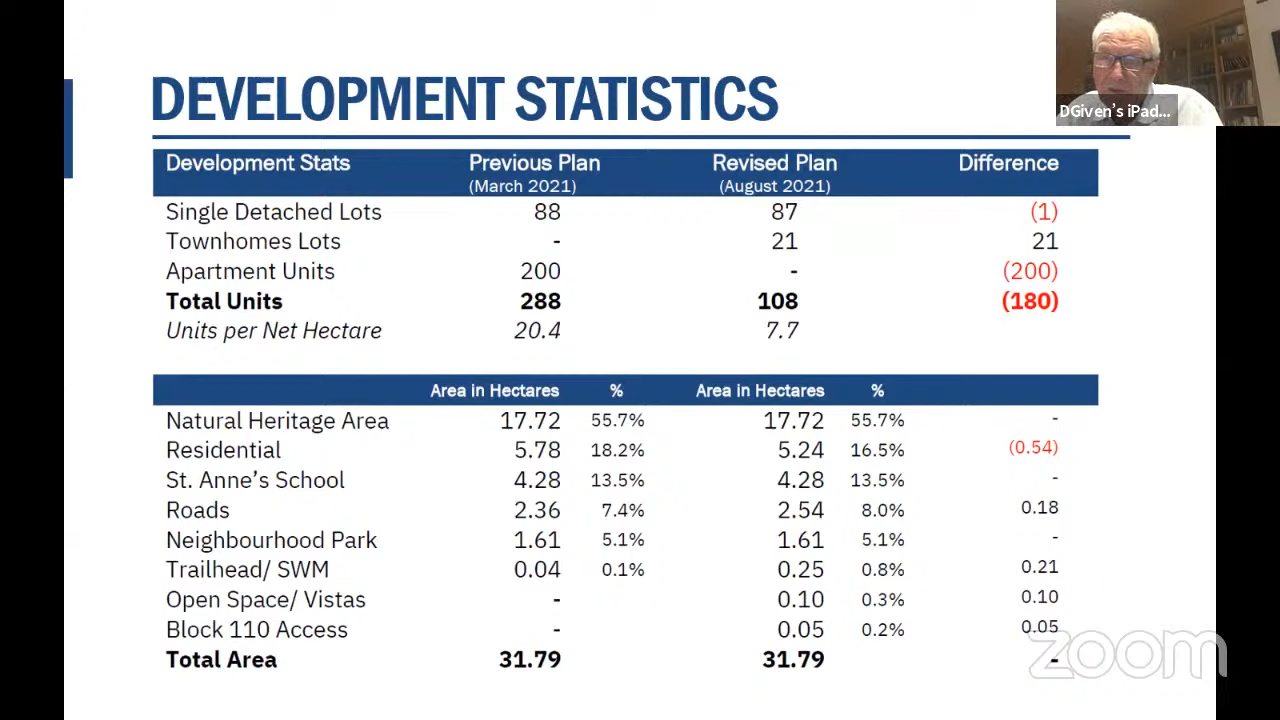 DEVELOPMENT STATISTICS
DGiven's iPad...
Development Stats Previous Plan Revised Plan Difference
(March 2021) (August 2021)
Single Detached Lots 88 87 (1)
Townhomes Lots - 21 21
Apartment Units 200 - (200)
Total Units 288 108 (180)
Units per Net Hectare 20.4 7.7
Area in Hectares % Area in Hectares %
Natural Heritage Area 17.72 55.7% 17.72 55.7% -
Residential 5.78 18.2% 5.24 16.5% (0.54)
St. Anne's School 4.28 13.5% 4.28 13.5% -
Roads 2.36 7.4% 2.54 8.0% 0.18
Neighbourhood Park 1.61 5.1% 1.61 5.1% -
Trailhead/ SWM 0.04 0.1% 0.25 0.8% 0.21
Open Space/ Vistas - 0.10 0.3% 0.10
Block 110 Access - 0.05 0.2% 0.05
Total Area 31.79 31.79 -
zoom